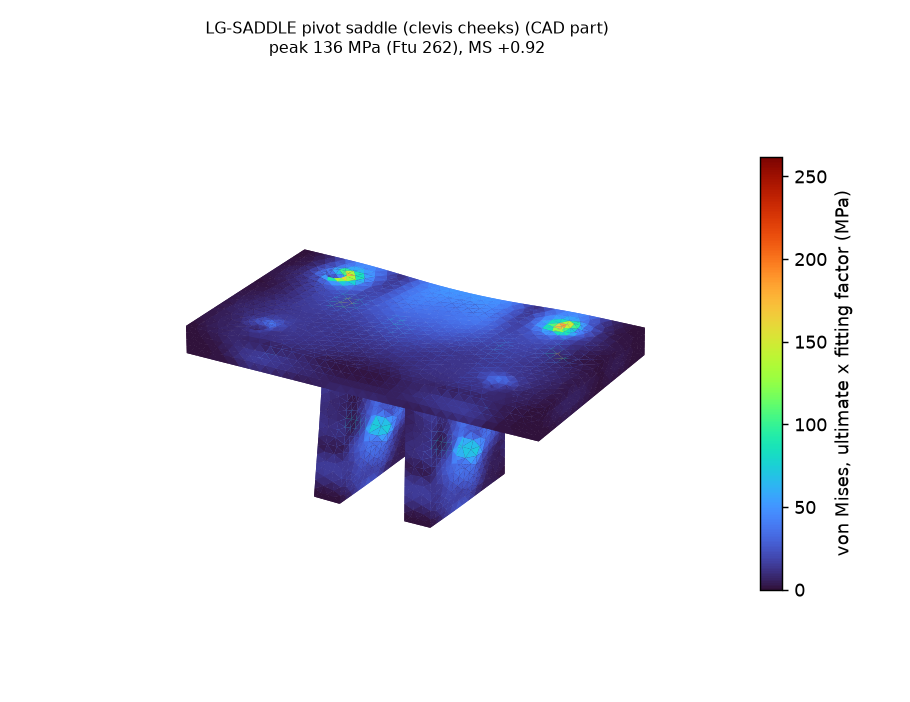 LG-SADDLE pivot saddle (clevis cheeks) (CAD part)
peak 136 MPa (Ftu 262), MS +0.92
250
200
150
100
50
0
von Mises, ultimate x fitting factor (MPa)